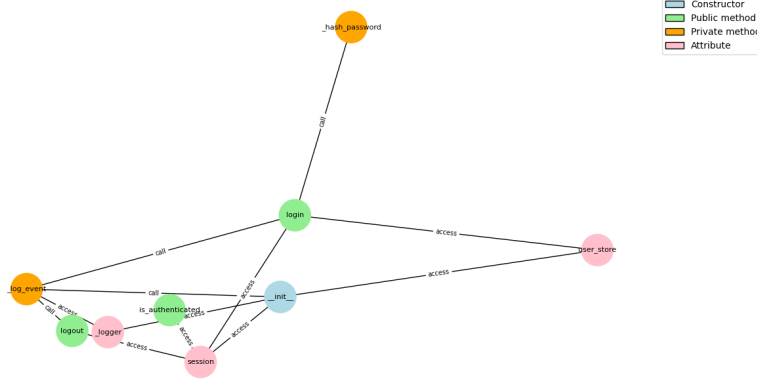 Constructor
Public method
Private method
Attribute
_hash_password
call
login
access
user_store
call
access
_log_event
call
__init__
access
is_authenticated
access
access
call
logout
_logger
access
access
access
session